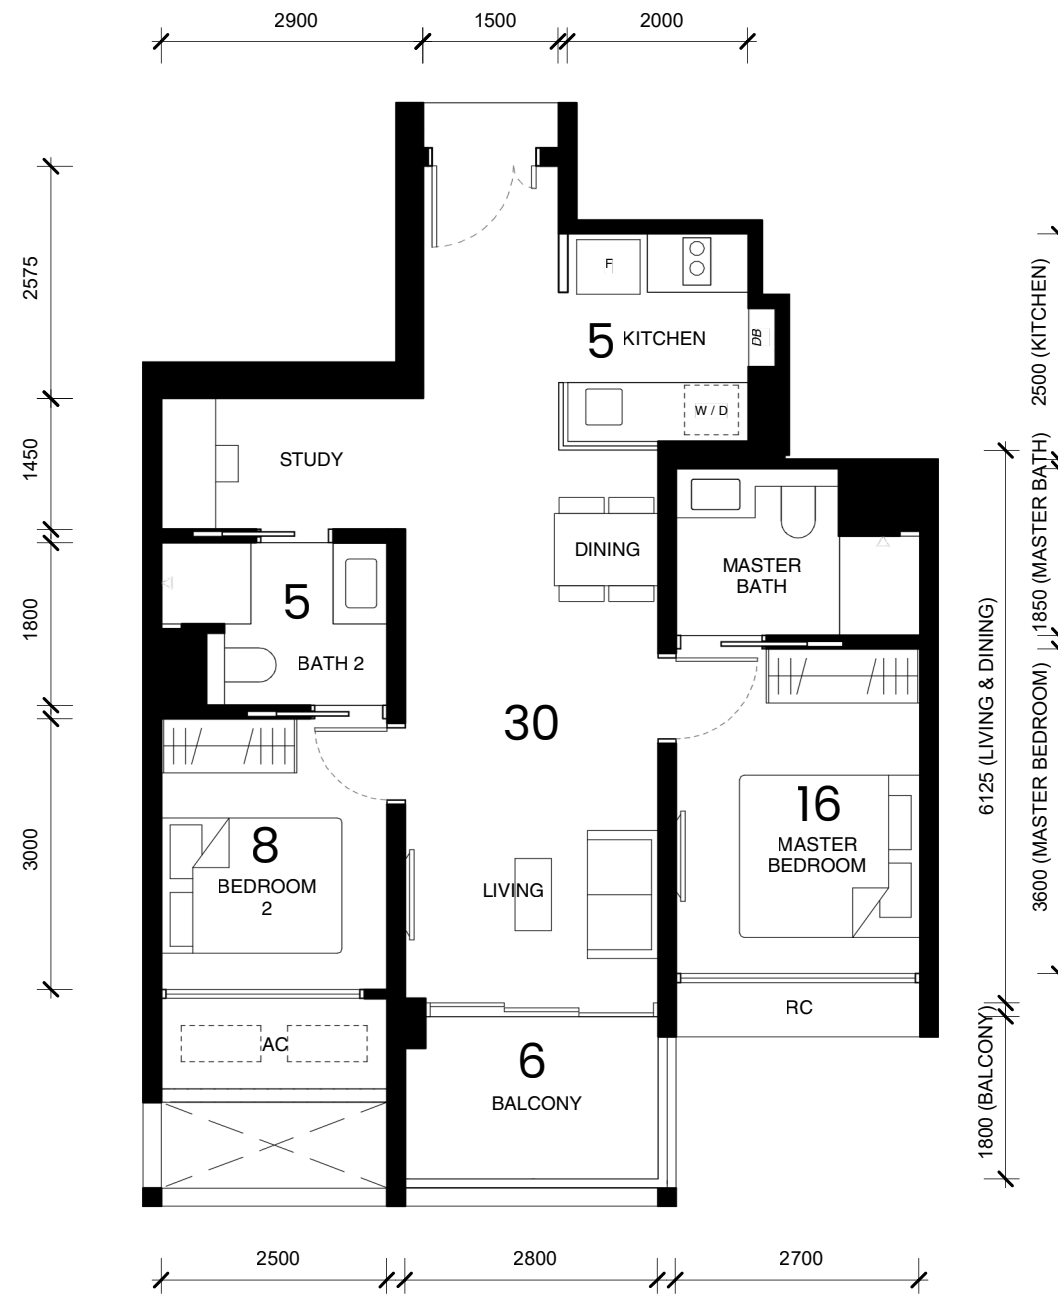 2900
1500
2000
2575
2500 (KITCHEN)
F
5 KITCHEN
DB
W / D
1450
STUDY
DINING
MASTER
BATH
1850 (MASTER BATH)
1800
5
BATH 2
6125 (LIVING & DINING)
30
3600 (MASTER BEDROOM)
3000
8
BEDROOM
2
LIVING
16
MASTER
BEDROOM
RC
AC
6
BALCONY
1800 (BALCONY)
2500
2800
2700